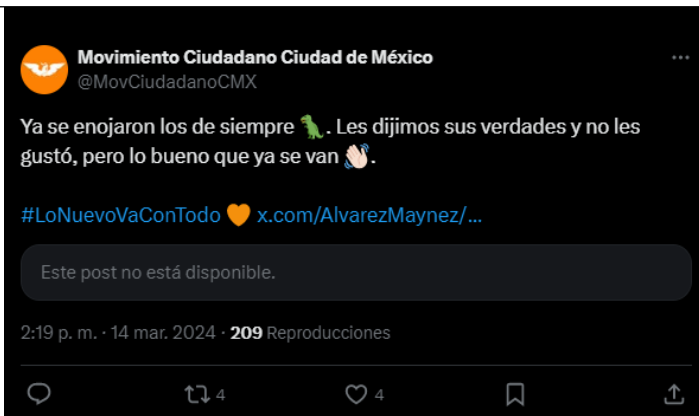 Movimiento Ciudadano Ciudad de México
@MovCiudadanoCMX
Ya se enojaron los de siempre 🦖. Les dijimos sus verdades y no les
gustó, pero lo bueno que ya se van 👋🏻.
#LoNuevoVaConTodo 🧡 x.com/AlvarezMaynez/...
Este post no está disponible.
2:19 p. m. · 14 mar. 2024 · 209 Reproducciones
4 4